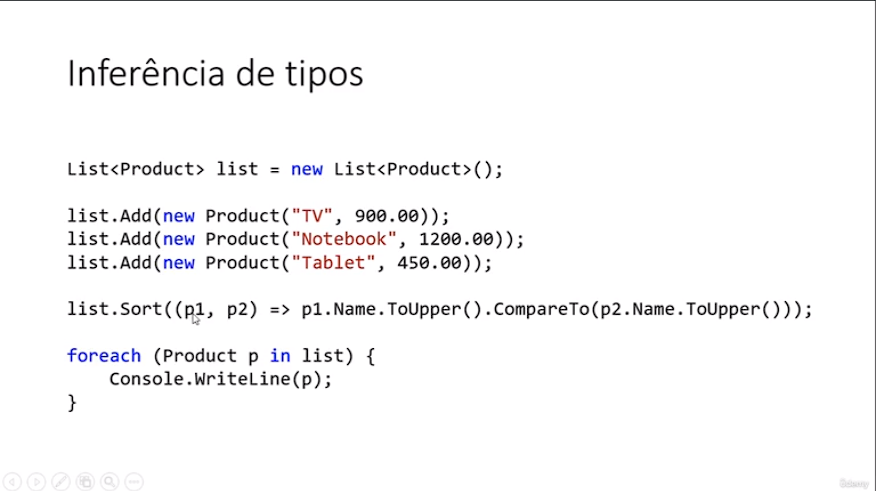 Inferência de tipos
List<Product> list = new List<Product>();
list.Add(new Product("TV", 900.00));
list.Add(new Product("Notebook", 1200.00));
list.Add(new Product("Tablet", 450.00));
list.Sort((p1, p2) => p1.Name.ToUpper().CompareTo(p2.Name.ToUpper()));
foreach (Product p in list) {
    Console.WriteLine(p);
}
Udemy